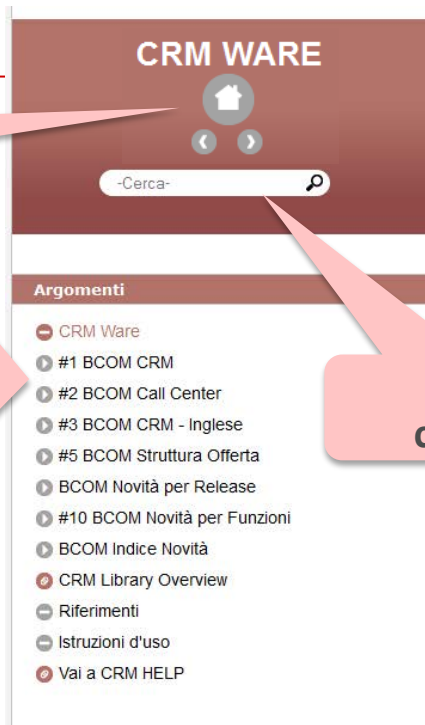 CRM WARE
-Cerca-
Argomenti
CRM Ware
#1 BCOM CRM
#2 BCOM Call Center
#3 BCOM CRM - Inglese
#5 BCOM Struttura Offerta
BCOM Novità per Release
#10 BCOM Novità per Funzioni
BCOM Indice Novità
CRM Library Overview
Riferimenti
Istruzioni d'uso
Vai a CRM HELP